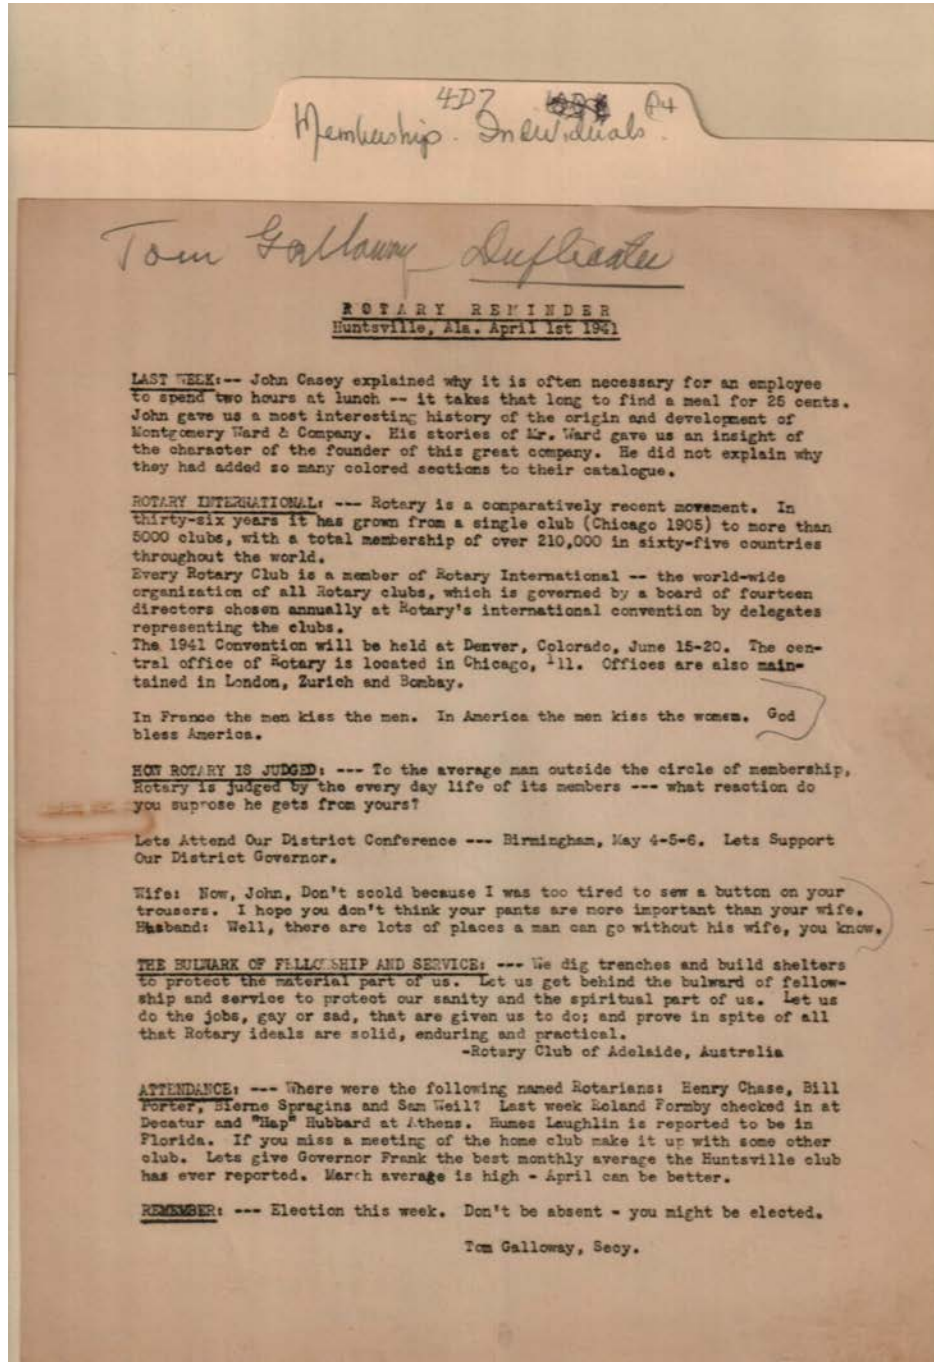 4D7 P4
Membership. Individuals.
Tom Galloway Duplicate
ROTARY REMINDER
Huntsville, Ala. April 1st 1941
LAST WEEK:-- John Casey explained why it is often necessary for an employee
to spend two hours at lunch -- it takes that long to find a meal for 25 cents.
John gave us a most interesting history of the origin and development of
Montgomery Ward & Company. His stories of Mr. Ward gave us an insight of
the character of the founder of this great company. He did not explain why
they had added so many colored sections to their catalogue.
ROTARY INTERNATIONAL: --- Rotary is a comparatively recent movement. In
thirty-six years it has grown from a single club (Chicago 1905) to more than
5000 clubs, with a total membership of over 210,000 in sixty-five countries
throughout the world.
Every Rotary Club is a member of Rotary International -- the world-wide
organization of all Rotary clubs, which is governed by a board of fourteen
directors chosen annually at Rotary's international convention by delegates
representing the clubs.
The 1941 Convention will be held at Denver, Colorado, June 15-20. The cen-
tral office of Rotary is located in Chicago, Ill. Offices are also main-
tained in London, Zurich and Bombay.
In France the men kiss the men. In America the men kiss the women. God
bless America.
HOW ROTARY IS JUDGED: --- To the average man outside the circle of membership,
Rotary is judged by the every day life of its members --- what reaction do
you suprose he gets from yours?
Lets Attend Our District Conference --- Birmingham, May 4-5-6. Lets Support
Our District Governor.
Wife: Now, John, Don't scold because I was too tired to sew a button on your
trousers. I hope you don't think your pants are more important than your wife.
Husband: Well, there are lots of places a man can go without his wife, you know.
THE BULWARK OF FELLOWSHIP AND SERVICE: --- We dig trenches and build shelters
to protect the material part of us. Let us get behind the bulward of fellow-
ship and service to protect our sanity and the spiritual part of us. Let us
do the jobs, gay or sad, that are given us to do; and prove in spite of all
that Rotary ideals are solid, enduring and practical.
-Rotary Club of Adelaide, Australia
ATTENDANCE: --- Where were the following named Rotarians: Henry Chase, Bill
Porter, Bierne Spragins and Sam Weil? Last week Roland Formby checked in at
Decatur and "Hap" Hubbard at Athens. Humes Laughlin is reported to be in
Florida. If you miss a meeting of the home club make it up with some other
club. Lets give Governor Frank the best monthly average the Huntsville club
has ever reported. March average is high - April can be better.
REMEMBER: --- Election this week. Don't be absent - you might be elected.
Tom Galloway, Secy.